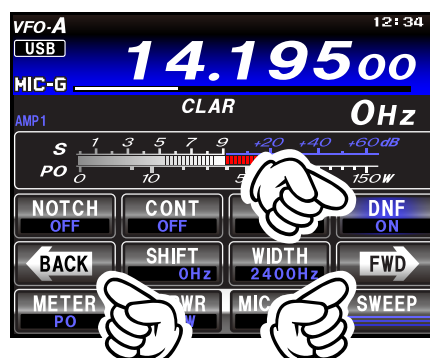 VFO-A 12:34
USB 14.19500
MIC-G
CLAR 0Hz
AMP1
S 1 3 5 7 9 +20 +40 +60dB
PO 0 10 150W
NOTCH CONT DNF
OFF OFF ON
BACK SHIFT WIDTH FWD
0Hz 2400Hz
METER MIC SWEEP
PO